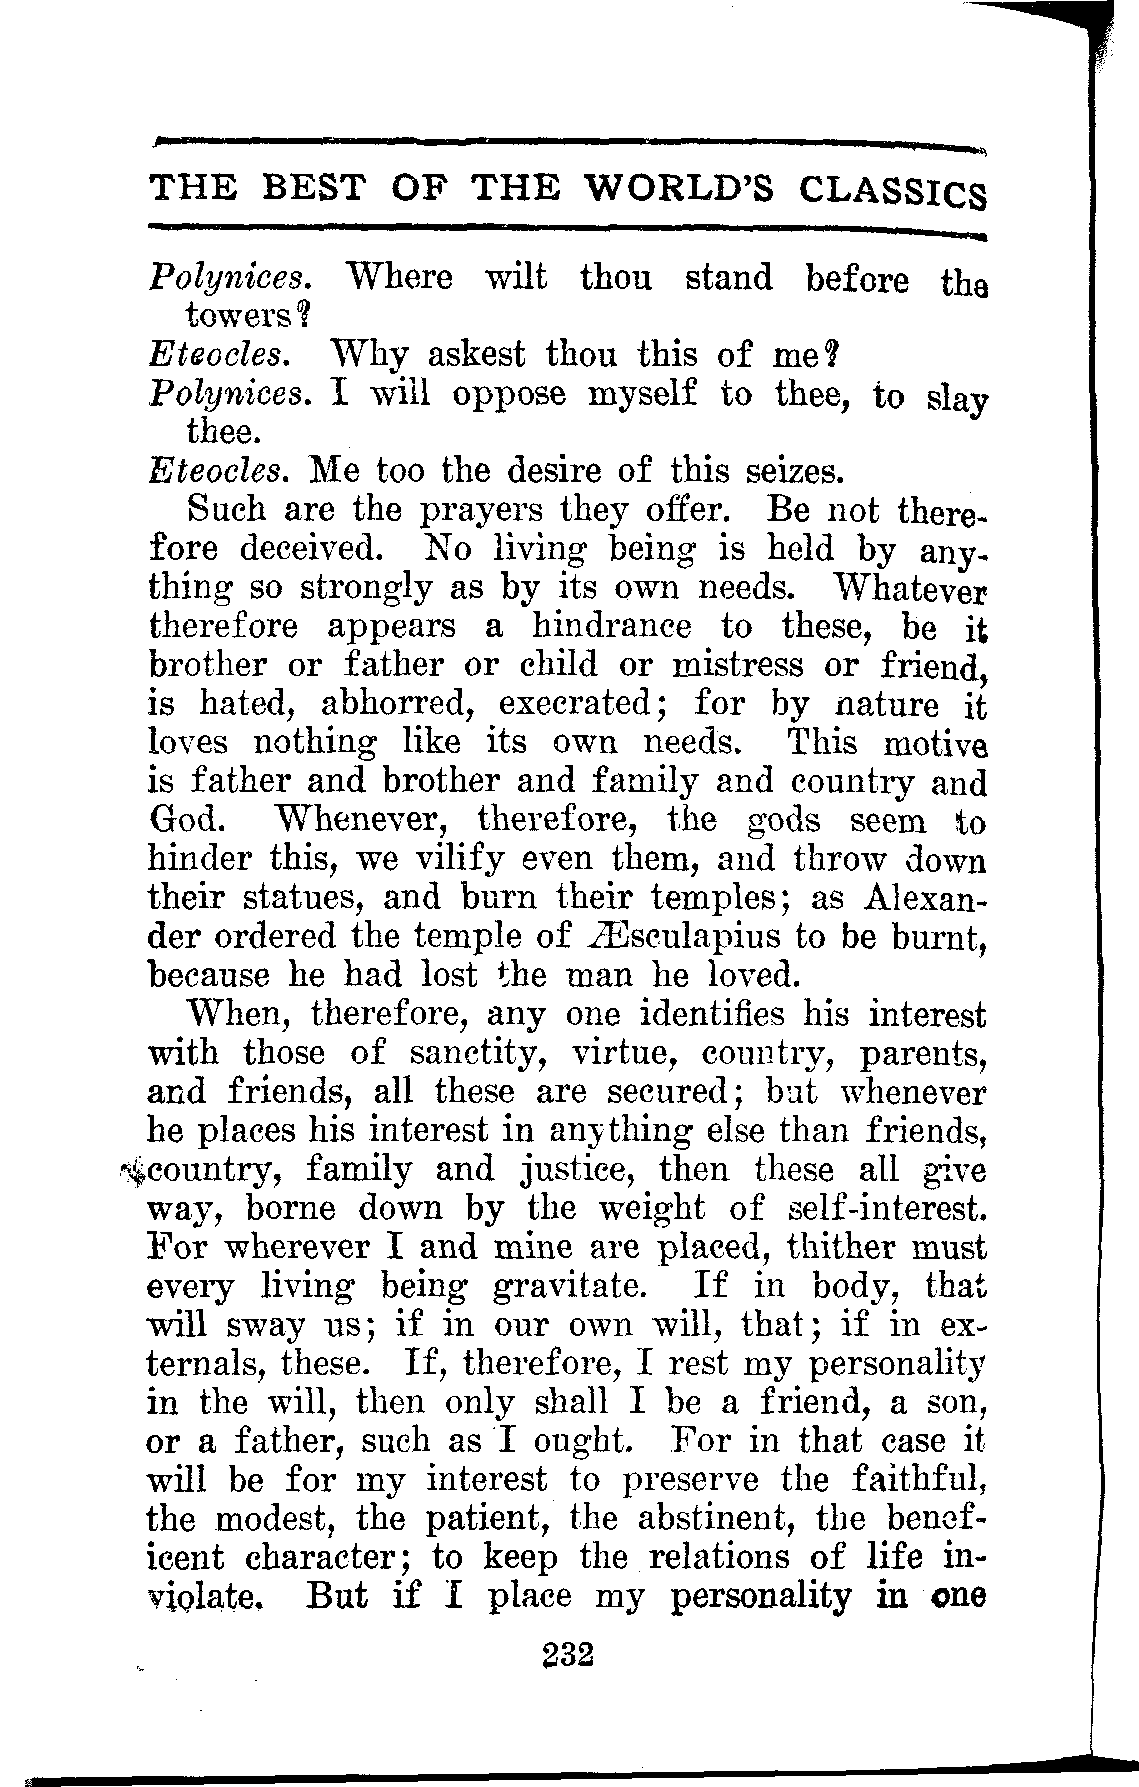 THE BEST OF THE WORLD'S CLASSICS
Polynices. Where wilt thou stand before the
towers?
Eteocles. Why askest thou this of me?
Polynices. I will oppose myself to thee, to slay
thee.
Eteocles. Me too the desire of this seizes.
Such are the prayers they offer. Be not there-
fore deceived. No living being is held by any-
thing so strongly as by its own needs. Whatever
therefore appears a hindrance to these, be it
brother or father or child or mistress or friend,
is hated, abhorred, execrated; for by nature it
loves nothing like its own needs. This motive
is father and brother and family and country and
God. Whenever, therefore, the gods seem to
hinder this, we vilify even them, and throw down
their statues, and burn their temples; as Alexan-
der ordered the temple of Æsculapius to be burnt,
because he had lost the man he loved.
When, therefore, any one identifies his interest
with those of sanctity, virtue, country, parents,
and friends, all these are secured; but whenever
he places his interest in anything else than friends,
country, family and justice, then these all give
way, borne down by the weight of self-interest.
For wherever I and mine are placed, thither must
every living being gravitate. If in body, that
will sway us; if in our own will, that; if in ex-
ternals, these. If, therefore, I rest my personality
in the will, then only shall I be a friend, a son,
or a father, such as I ought. For in that case it
will be for my interest to preserve the faithful,
the modest, the patient, the abstinent, the benef-
icent character; to keep the relations of life in-
violate. But if I place my personality in one
232